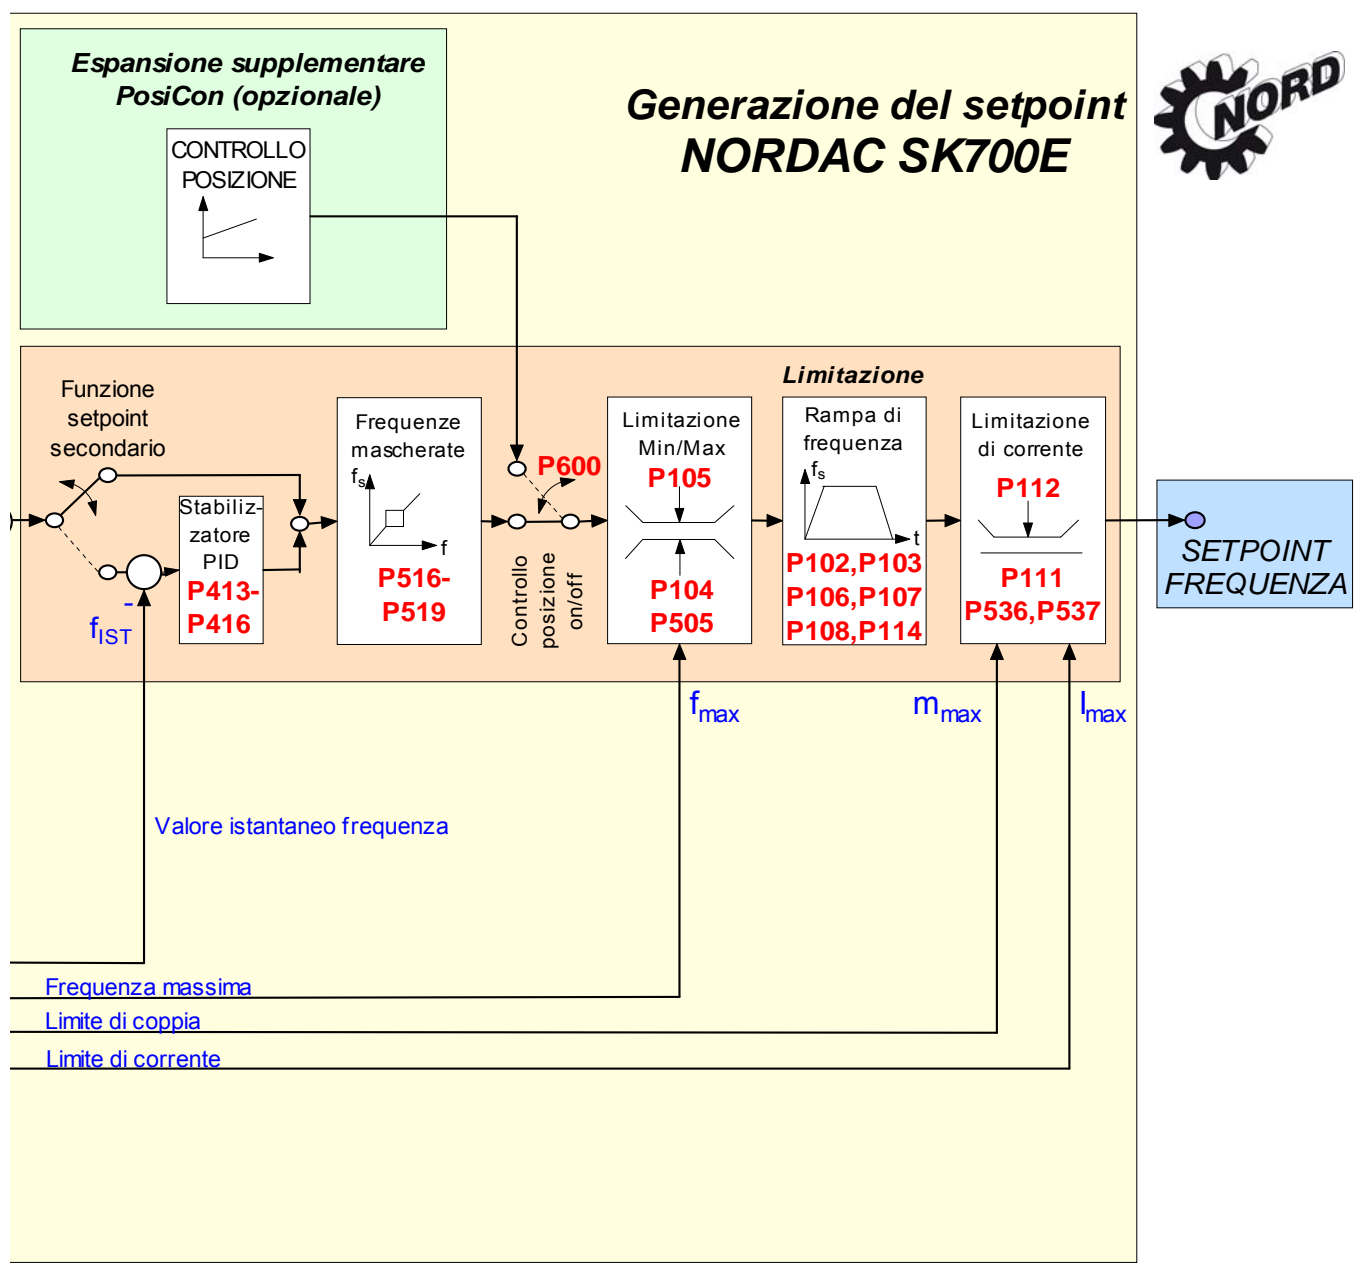 Espansione supplementare
PosiCon (opzionale)
CONTROLLO
POSIZIONE
Generazione del setpoint
NORDAC SK700E
NORD
Limitazione
Funzione
setpoint
secondario
Stabiliz-
zatore
PID
P413-
P416
-
fIST
Frequenze
mascherate
fs
f
P516-
P519
P600
Controllo
posizione
on/off
Limitazione
Min/Max
P105
P104
P505
Rampa di
frequenza
fs
t
P102,P103
P106,P107
P108,P114
Limitazione
di corrente
P112
P111
P536,P537
SETPOINT
FREQUENZA
fmax
mmax
Imax
Valore istantaneo frequenza
Frequenza massima
Limite di coppia
Limite di corrente